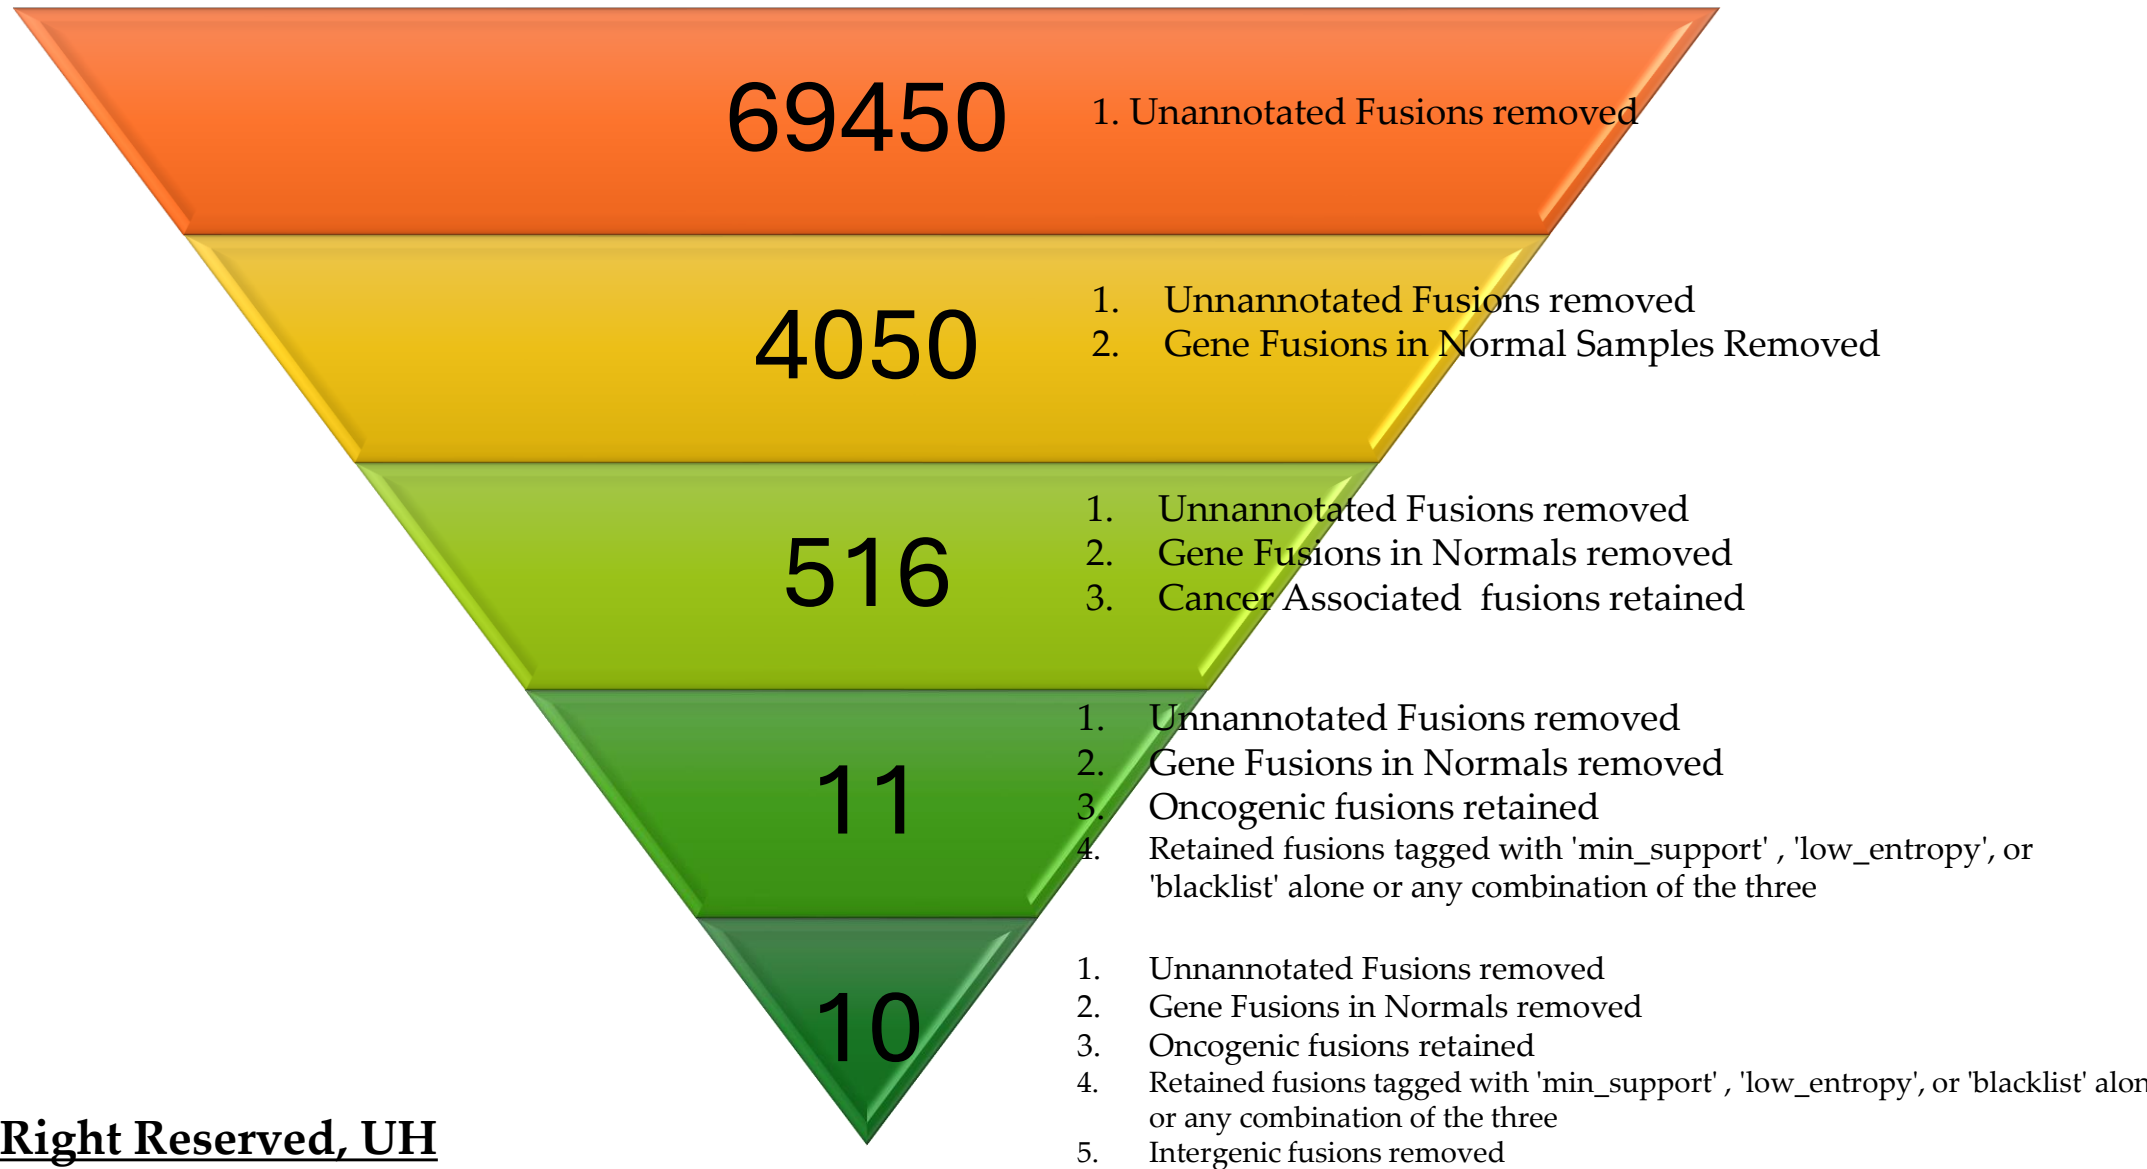 69450
1. Unannotated Fusions removed
4050
1. Unnannotated Fusions removed
2. Gene Fusions in Normal Samples Removed
516
1. Unnannotated Fusions removed
2. Gene Fusions in Normals removed
3. Cancer Associated fusions retained
11
1. Unnannotated Fusions removed
2. Gene Fusions in Normals removed
3. Oncogenic fusions retained
4. Retained fusions tagged with 'min_support' , 'low_entropy', or
'blacklist' alone or any combination of the three
10
1. Unnannotated Fusions removed
2. Gene Fusions in Normals removed
3. Oncogenic fusions retained
4. Retained fusions tagged with 'min_support' , 'low_entropy', or 'blacklist' alon
or any combination of the three
5. Intergenic fusions removed
Right Reserved, UH